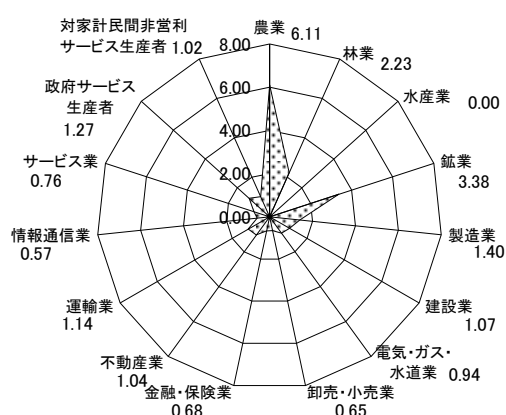 対家計民間非営利
サービス生産者 1.02
農業 6.11
林業 2.23
水産業 0.00
鉱業
3.38
製造業
1.40
建設業
1.07
電気・ガス・
水道業 0.94
卸売・小売業
0.65
金融・保険業
0.68
不動産業
1.04
運輸業
1.14
情報通信業
0.57
サービス業
0.76
政府サービス
生産者
1.27
8.00
6.00
4.00
2.00
0.00